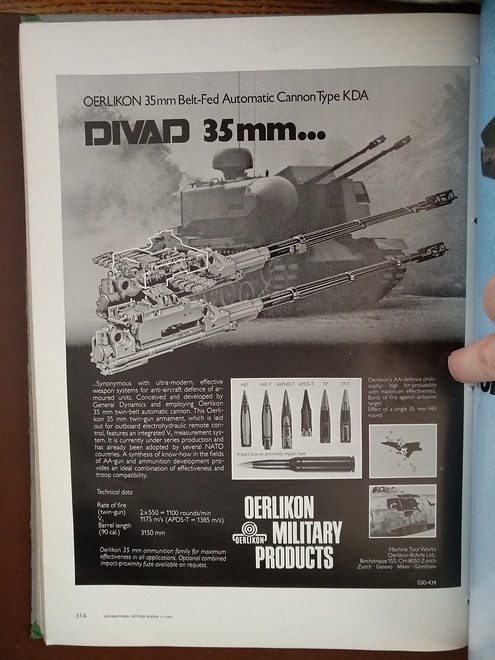 OERLIKON 35mm Belt-Fed Automatic Cannon Type KDA
DIVAD 35mm...
...Synonymous with ultra-modern, effective
weapon systems for anti-aircraft defence of ar-
moured units. Conceived and developed by
General Dynamics and employing Oerlikon
35 mm twin-belt automatic cannon. This Oerli-
kon 35 mm twin-gun armament, which is laid
out for outboard electrohydraulic remote con-
trol, features an integrated V₀ measurement sys-
tem. It is currently under series production and
has already been adopted by several NATO
countries. A synthesis of know-how in the fields
of AA-gun and ammunition development pro-
vides an ideal combination of effectiveness and
troop compatibility.
Technical data
Rate of fire
(twin-gun) 2×550 = 1100 rounds/min
V₀ 1175 m/s (APDS-T = 1385 m/s)
Barrel length
(90 cal.) 3150 mm
Oerlikon 35 mm ammunition family for maximum
effectiveness in all applications. Optional combined
impact-proximity fuze available on request.
HEI HEI-T SAPHEI-T APDS-T TP TP-T
Impact fuze or proximity impact fuze
OERLIKON
OERLIKON MILITARY
PRODUCTS
Oerlikon's AA-defence philo-
sophy: high hit-probability
with maximum effectiveness.
Burst of fire against airborne
target
Effect of a single 35 mm HEI
round
Machine Tool Works
Oerlikon-Bührle Ltd.
Birchstrasse 155, CH-8050 Zurich
Zurich · Geneva · Milan · Grantham
030-434
314 INTERNATIONAL DEFENSE REVIEW 3/1981